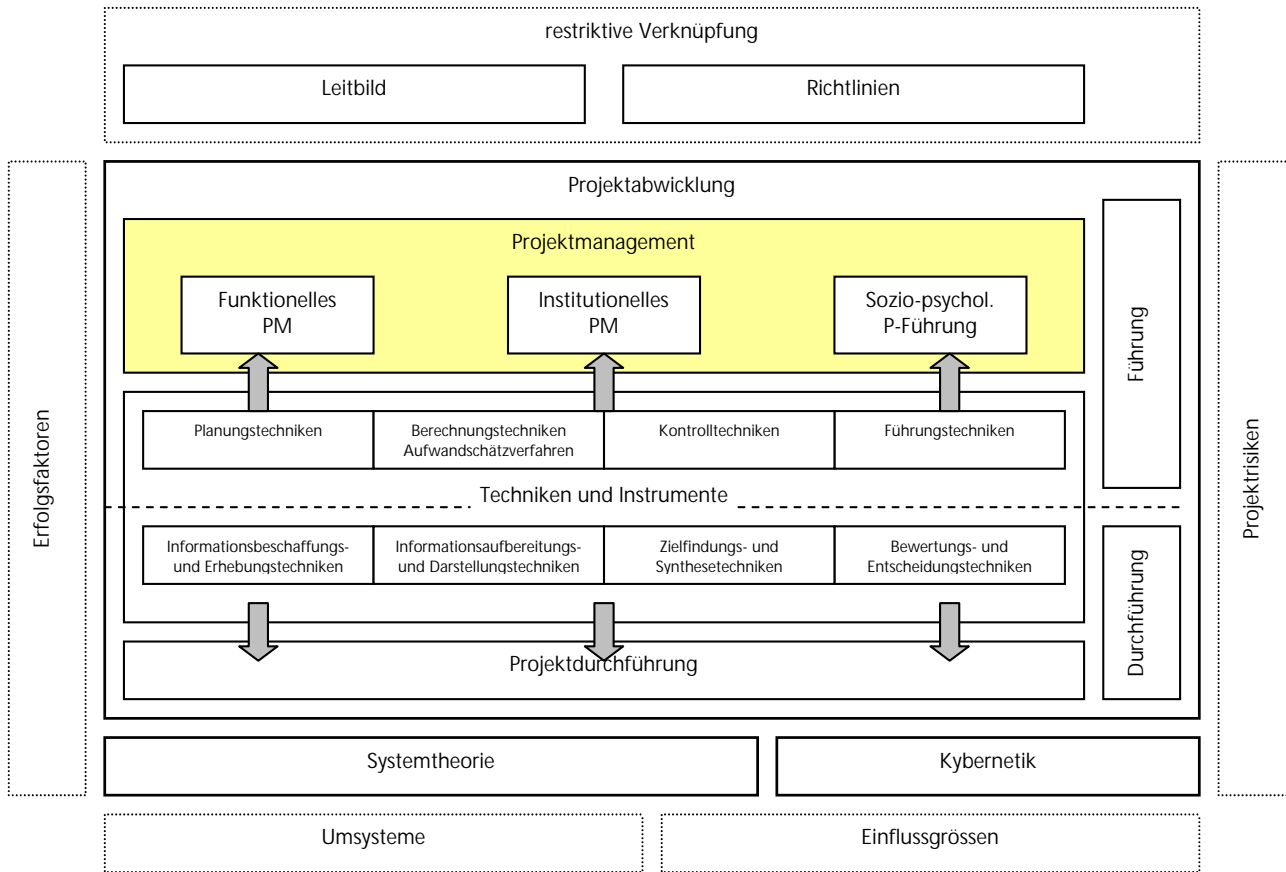 restriktive Verknüpfung
Leitbild
Richtlinien
Erfolgsfaktoren
Projektabwicklung
Projektmanagement
Funktionelles
PM
Institutionelles
PM
Sozio-psychol.
P-Führung
Führung
Planungstechniken
Berechnungstechniken
Aufwandschätzverfahren
Kontrolltechniken
Führungstechniken
Techniken und Instrumente
Informationsbeschaffungs-
und Erhebungstechniken
Informationsaufbereitungs-
und Darstellungstechniken
Zielfindungs- und
Synthesetechniken
Bewertungs- und
Entscheidungstechniken
Durchführung
Projektdurchführung
Projektrisiken
Systemtheorie
Kybernetik
Umsysteme
Einflussgrössen